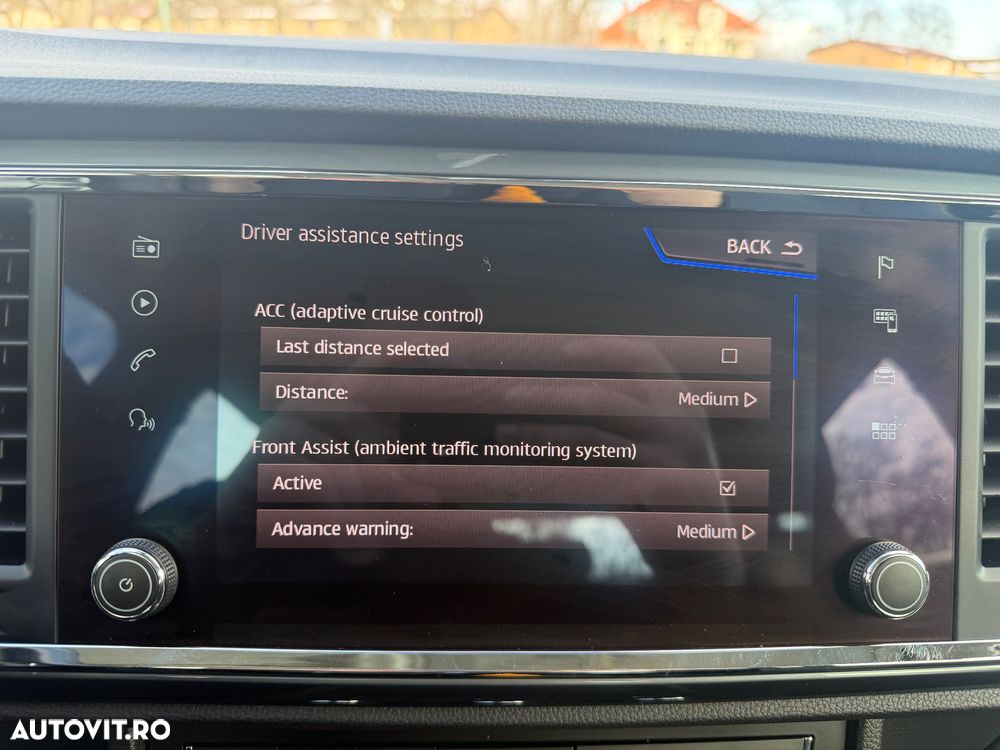 Driver assistance settings
BACK
ACC (adaptive cruise control)
Last distance selected
Distance: Medium
Front Assist (ambient traffic monitoring system)
Active
Advance warning: Medium
AUTOVIT.RO